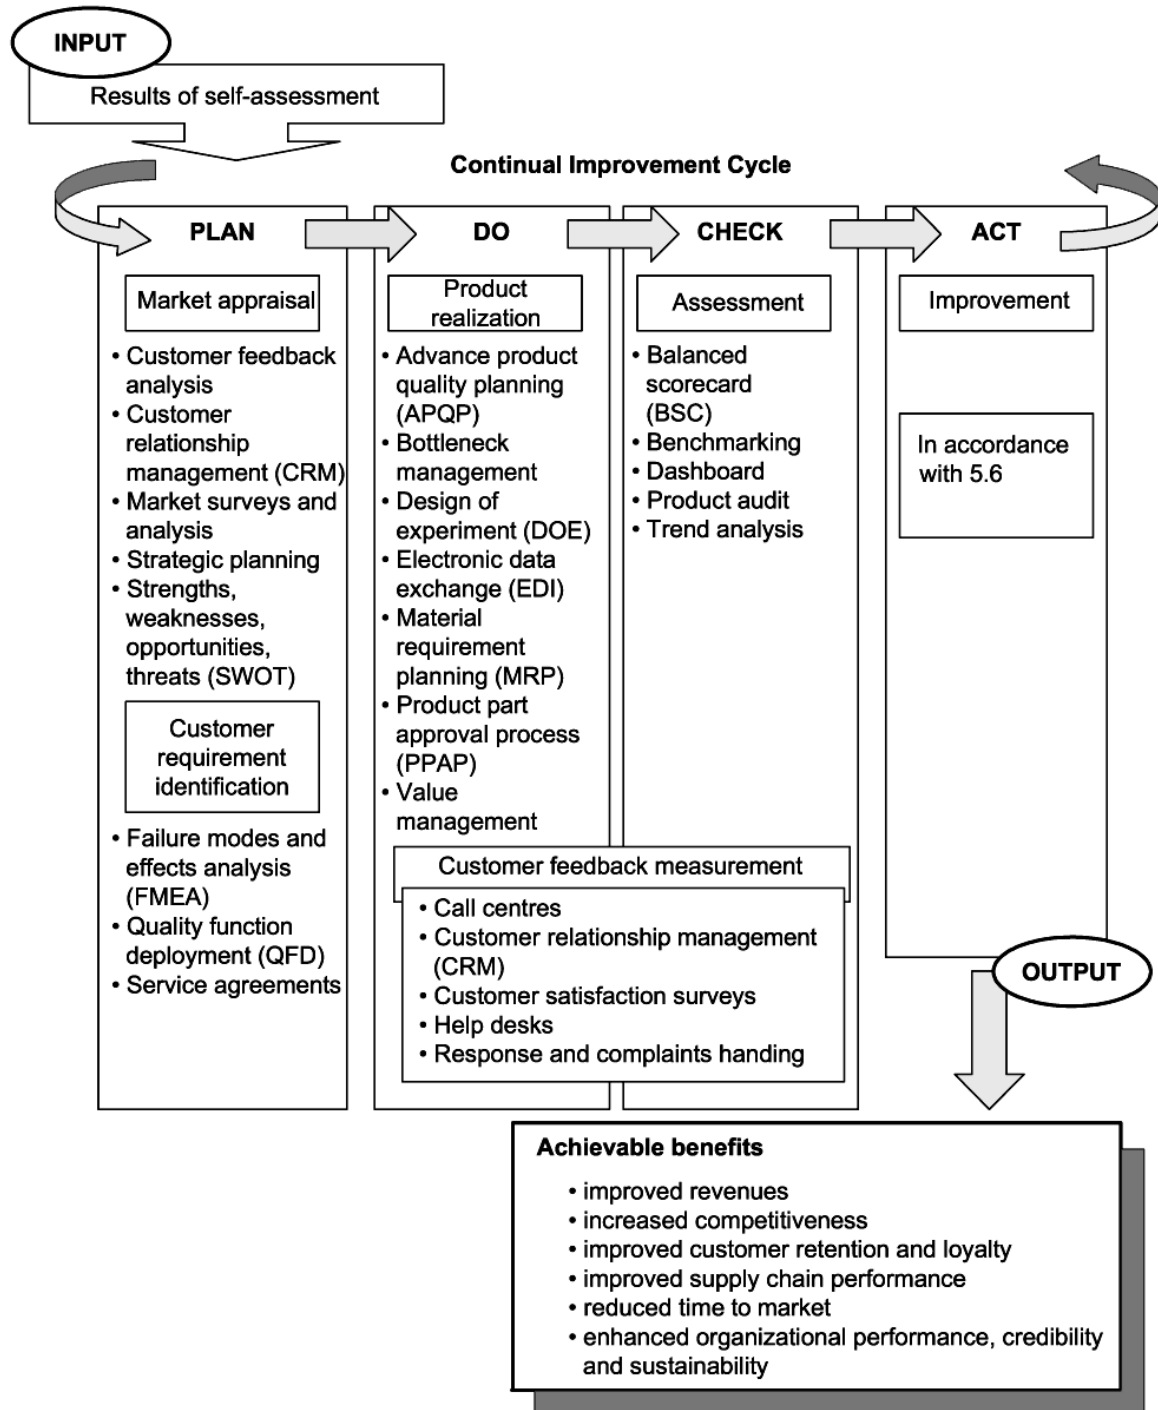 INPUT
Results of self-assessment
Continual Improvement Cycle
PLAN
Market appraisal
• Customer feedback
analysis
• Customer
relationship
management (CRM)
• Market surveys and
analysis
• Strategic planning
• Strengths,
weaknesses,
opportunities,
threats (SWOT)
Customer
requirement
identification
• Failure modes and
effects analysis
(FMEA)
• Quality function
deployment (QFD)
• Service agreements
DO
Product
realization
• Advance product
quality planning
(APQP)
• Bottleneck
management
• Design of
experiment (DOE)
• Electronic data
exchange (EDI)
• Material
requirement
planning (MRP)
• Product part
approval process
(PPAP)
• Value
management
CHECK
Assessment
• Balanced
scorecard
(BSC)
• Benchmarking
• Dashboard
• Product audit
• Trend analysis
Customer feedback measurement
• Call centres
• Customer relationship management
(CRM)
• Customer satisfaction surveys
• Help desks
• Response and complaints handing
ACT
Improvement
In accordance
with 5.6
OUTPUT
Achievable benefits
• improved revenues
• increased competitiveness
• improved customer retention and loyalty
• improved supply chain performance
• reduced time to market
• enhanced organizational performance, credibility
and sustainability